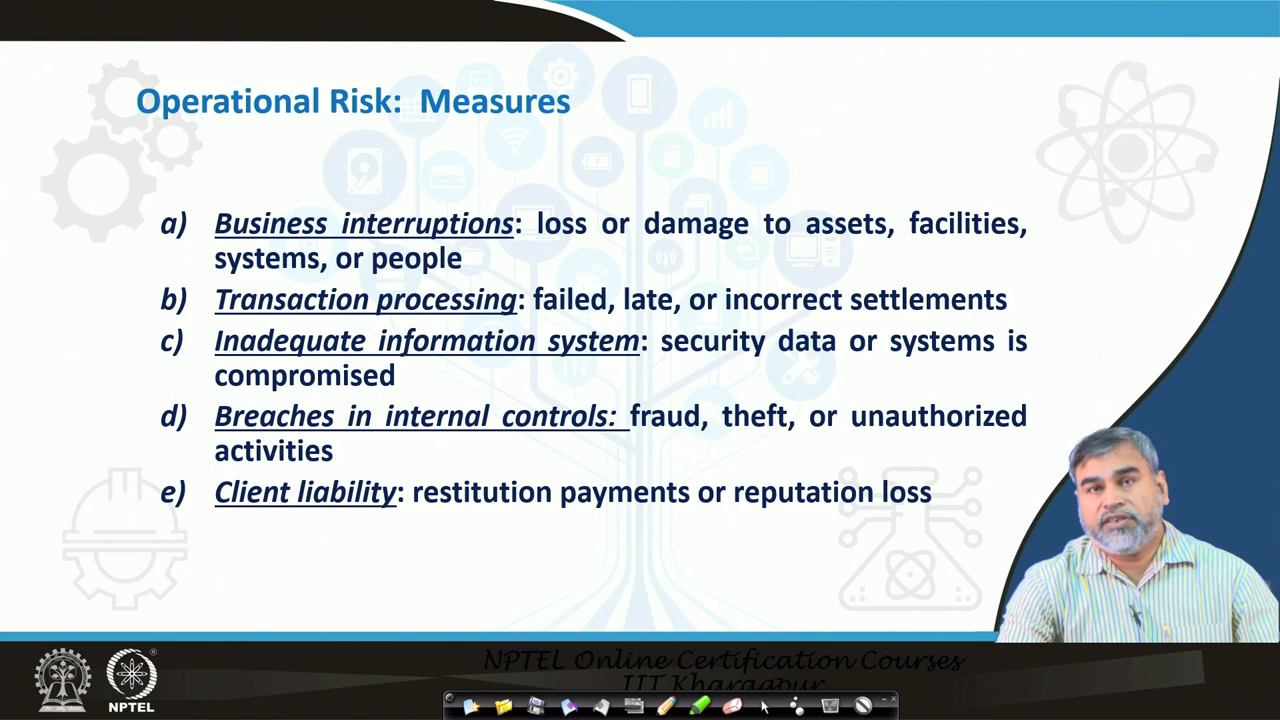 Operational Risk: Measures
a) Business interruptions: loss or damage to assets, facilities,
systems, or people
b) Transaction processing: failed, late, or incorrect settlements
c) Inadequate information system: security data or systems is
compromised
d) Breaches in internal controls: fraud, theft, or unauthorized
activities
e) Client liability: restitution payments or reputation loss
NPTEL Online Certification Courses
IIT Kharagpur
NPTEL